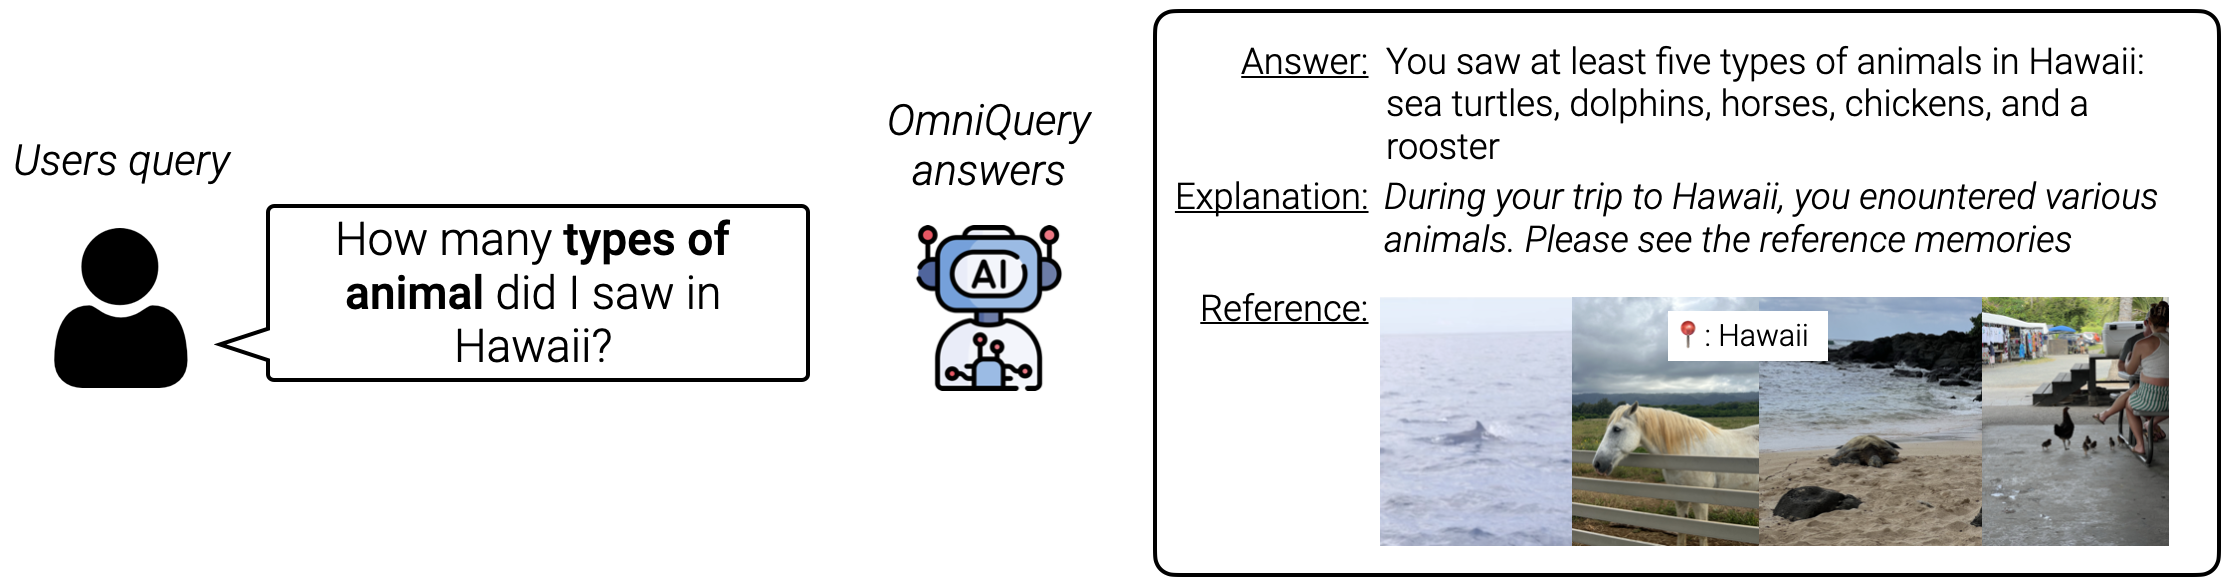 Users query
How many types of
animal did I saw in
Hawaii?
OmniQuery
answers
AI
Answer: You saw at least five types of animals in Hawaii:
sea turtles, dolphins, horses, chickens, and a
rooster
Explanation: During your trip to Hawaii, you enountered various
animals. Please see the reference memories
Reference:
: Hawaii